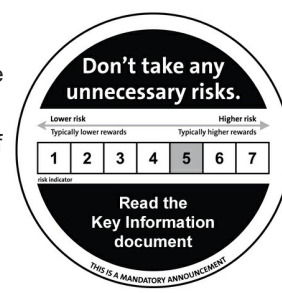 Don't take any
unnecessary risks.
Lower risk Higher risk
Typically lower rewards Typically higher rewards
1 2 3 4 5 6 7
risk indicator
Read the
Key Information
document
THIS IS A MANDATORY ANNOUNCEMENT